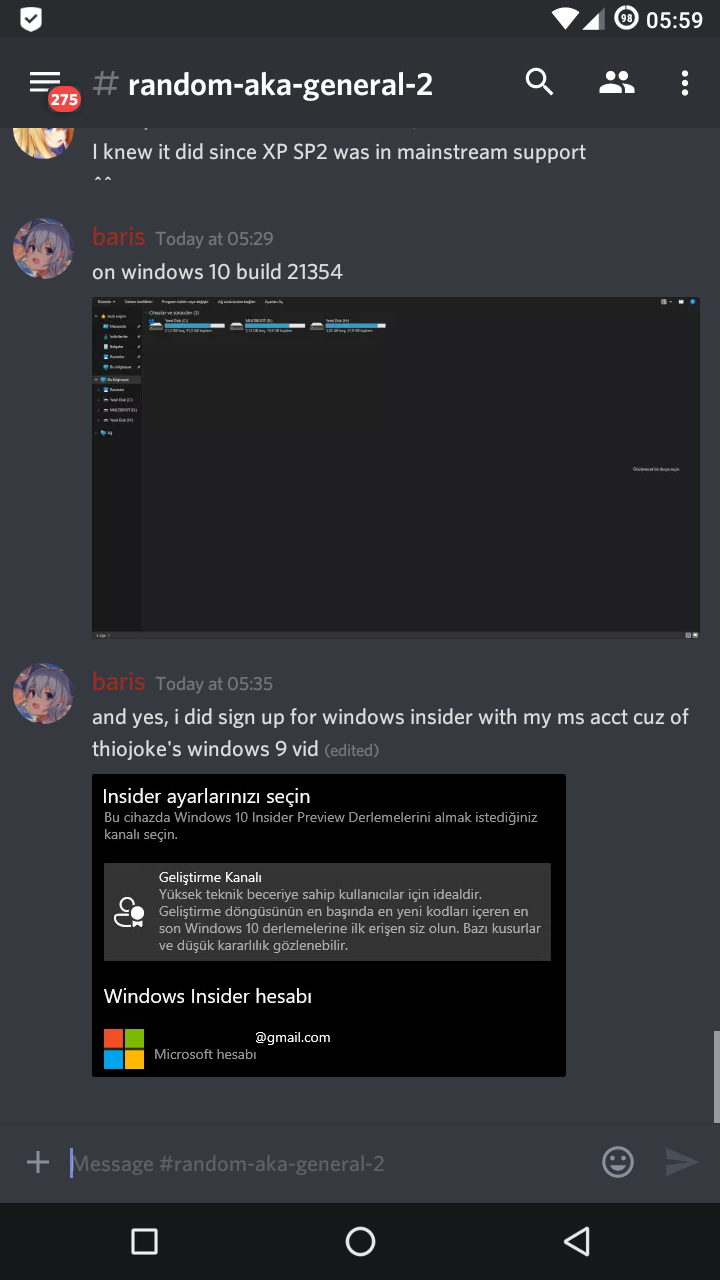 98 05:59
275
# random-aka-general-2
I knew it did since XP SP2 was in mainstream support
^^
baris Today at 05:29
on windows 10 build 21354
baris Today at 05:35
and yes, i did sign up for windows insider with my ms acct cuz of
thiojoke's windows 9 vid (edited)
Insider ayarlarınızı seçin
Bu cihazda Windows 10 Insider Preview Derlemelerini almak istediğiniz
kanalı seçin.
Geliştirme Kanalı
Yüksek teknik beceriye sahip kullanıcılar için idealdir.
Geliştirme döngüsünün en başında en yeni kodları içeren en
son Windows 10 derlemelerine ilk erişen siz olun. Bazı kusurlar
ve düşük kararlılık gözlenebilir.
Windows Insider hesabı
@gmail.com
Microsoft hesabı
Message #random-aka-general-2